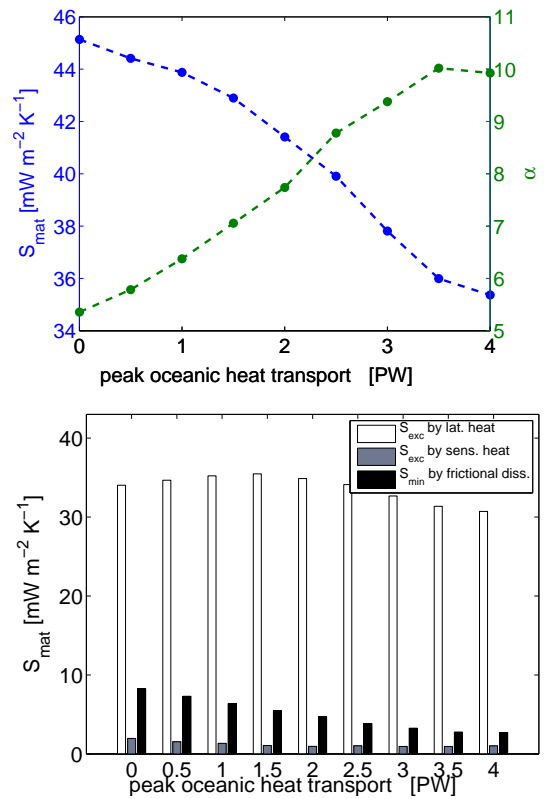 46
44
42
40
38
36
34
S_mat [mW m^−2 K^−1]
11
10
9
8
7
6
5
α
0 1 2 3 4
peak oceanic heat transport [PW]
S_exc by lat. heat
S_exc by sens. heat
S_min by frictional diss.
40
30
20
10
0
S_mat [mW m^−2 K^−1]
0 0.5 1 1.5 2 2.5 3 3.5 4
peak oceanic heat transport [PW]